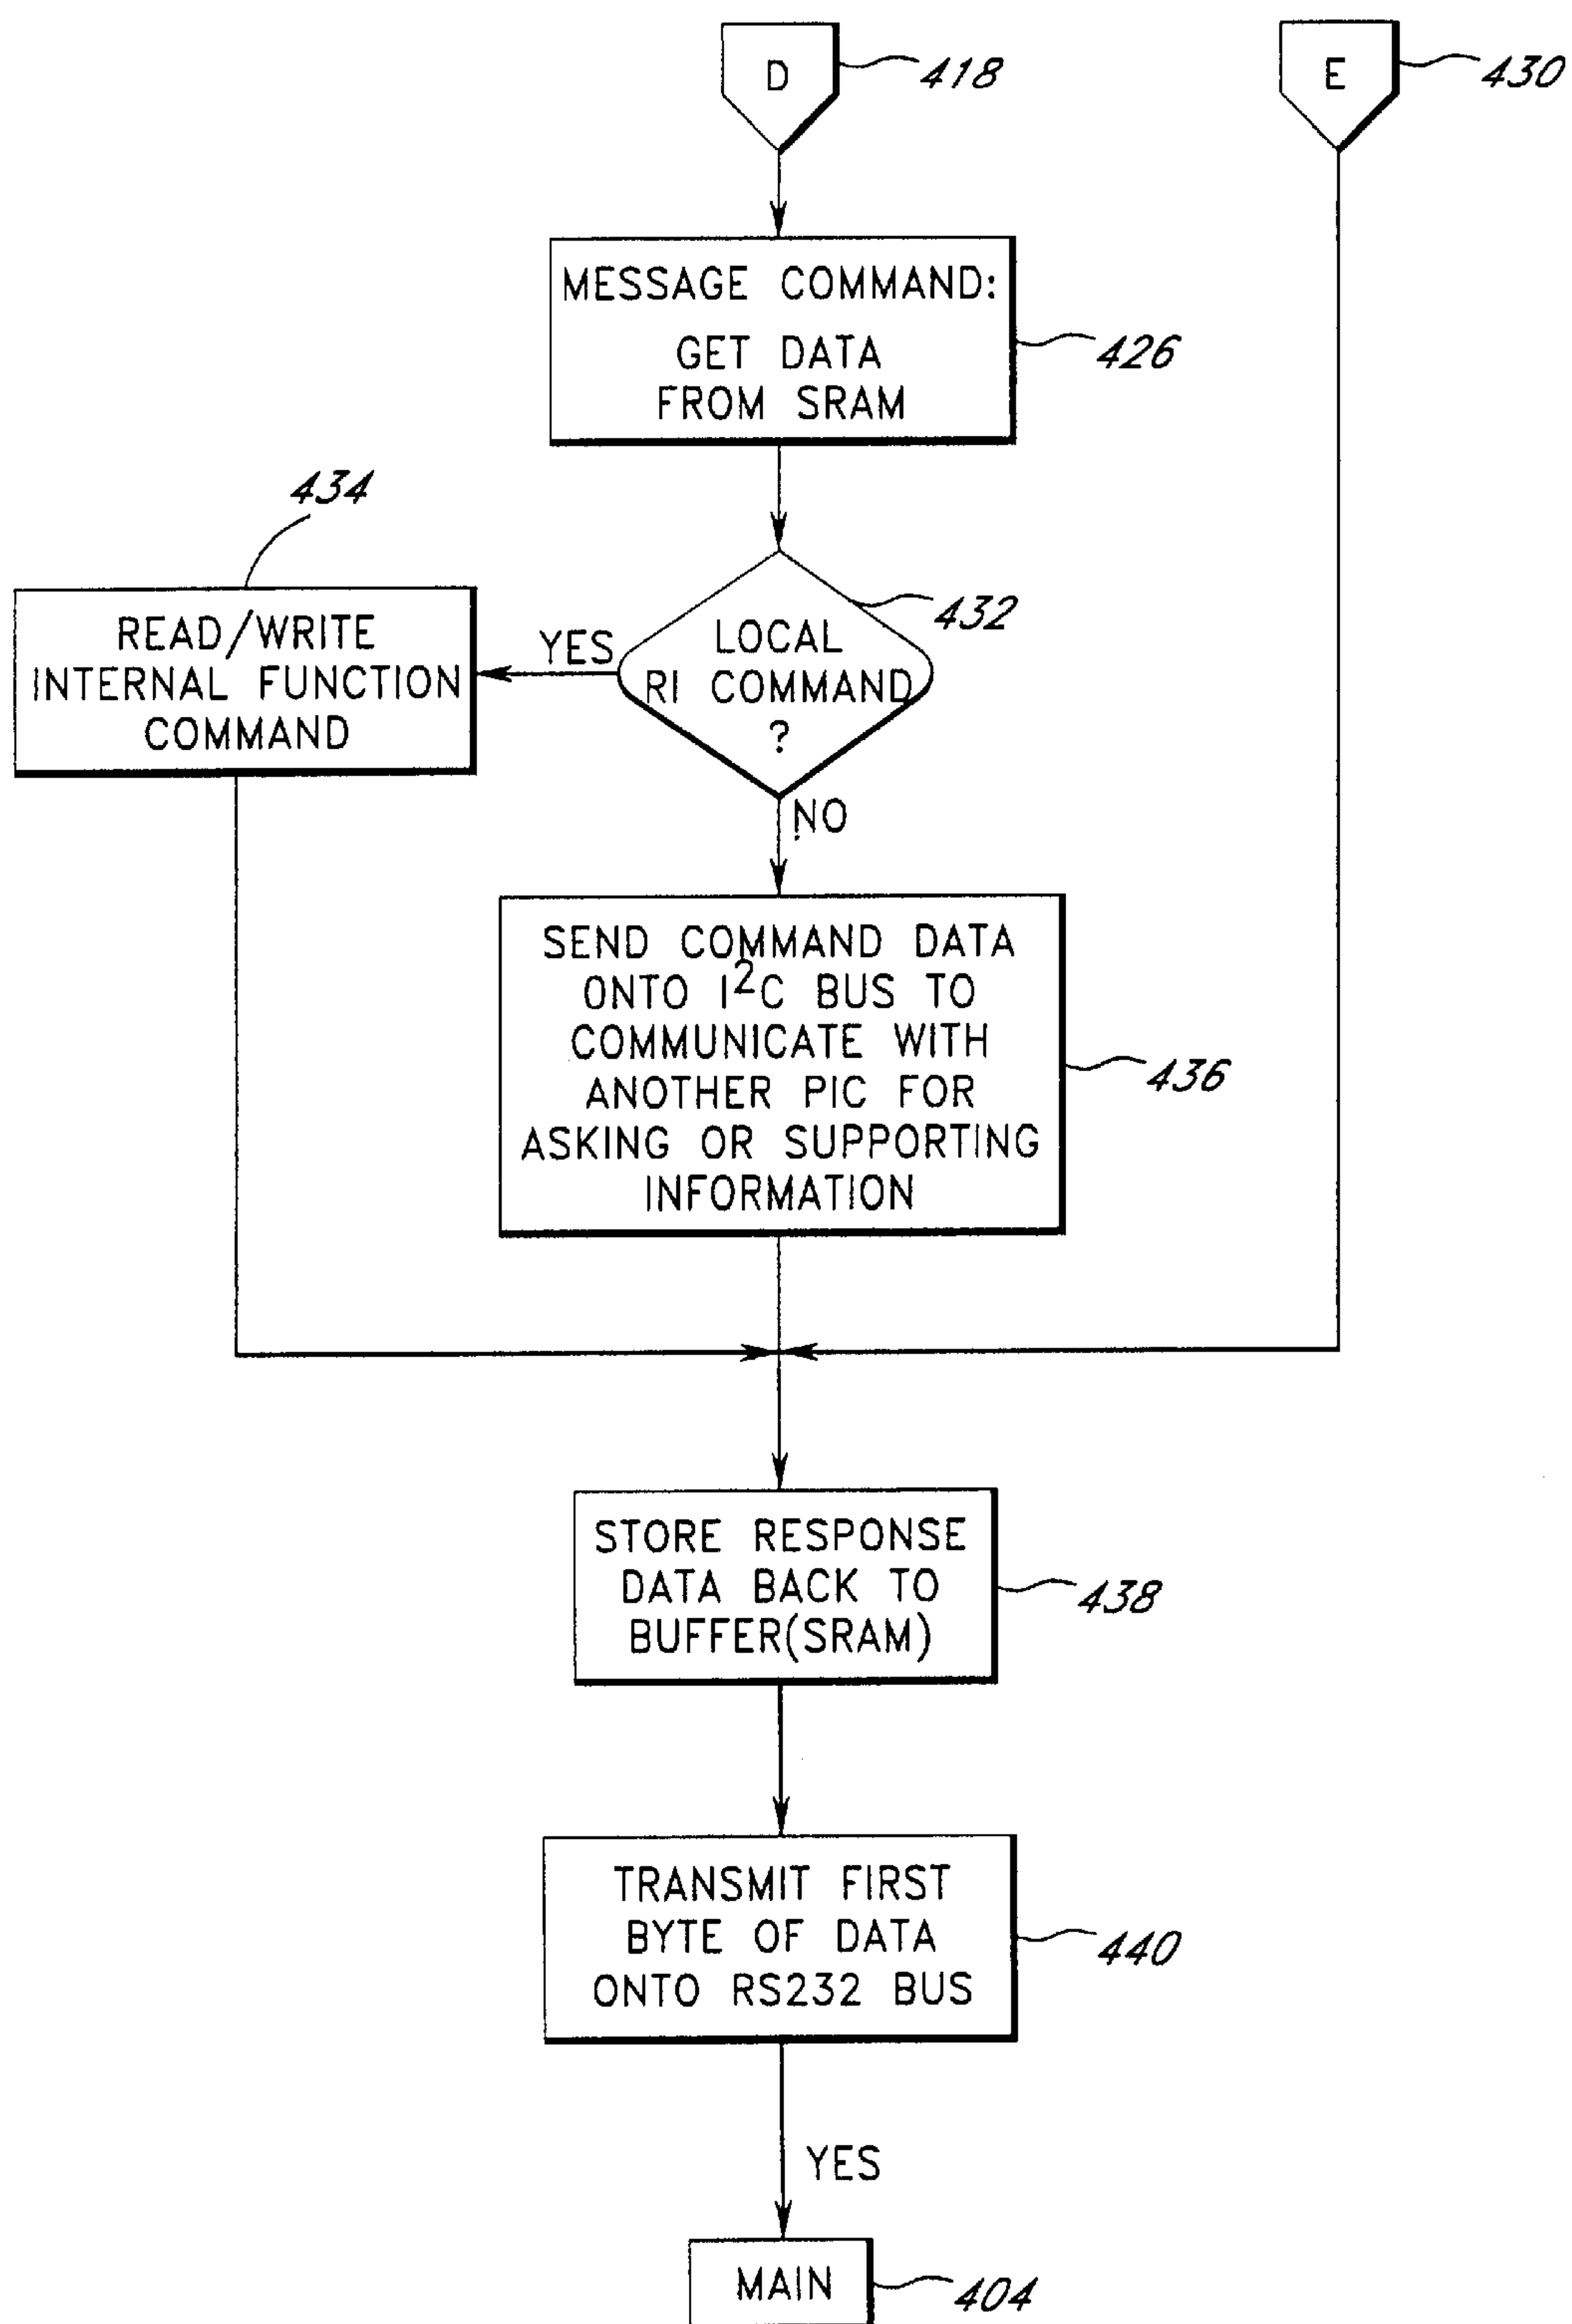 D
418
E
430
MESSAGE COMMAND:
GET DATA
FROM SRAM
426
434
READ/WRITE
INTERNAL FUNCTION
COMMAND
YES
LOCAL
RI COMMAND
?
432
NO
SEND COMMAND DATA
ONTO I²C BUS TO
COMMUNICATE WITH
ANOTHER PIC FOR
ASKING OR SUPPORTING
INFORMATION
436
STORE RESPONSE
DATA BACK TO
BUFFER(SRAM)
438
TRANSMIT FIRST
BYTE OF DATA
ONTO RS232 BUS
440
YES
MAIN
404